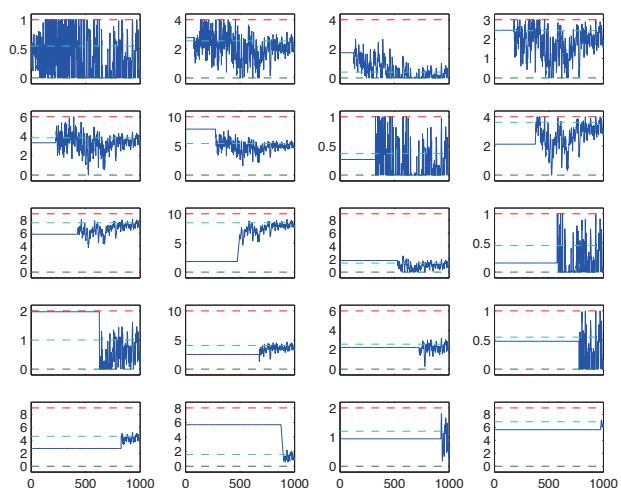 1 4 4 3
0.5 2 2 2
0 0 0 1
0
6 10 1 4
4 5 0.5 2
2 0 0 0
0
8 10 8 1
6 5 6 0.5
4 0 4 0
2 2
0 0
2 10 6 1
1 5 4 0.5
0 0 2 0
0
8 8 2 8
6 6 1 6
4 4 0 4
2 2 2
0 0 0
0 500 1000 0 500 1000 0 500 1000 0 500 1000